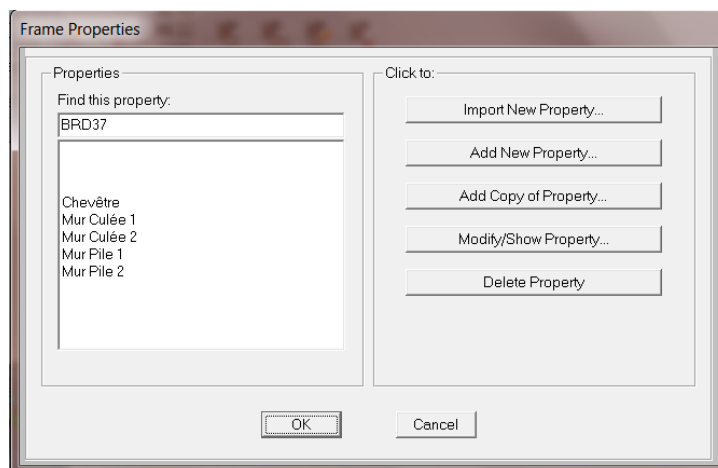 Frame Properties
Properties
Find this property:
BRD37
Chevêtre
Mur Culée 1
Mur Culée 2
Mur Pile 1
Mur Pile 2
Click to:
Import New Property...
Add New Property...
Add Copy of Property...
Modify/Show Property...
Delete Property
OK
Cancel